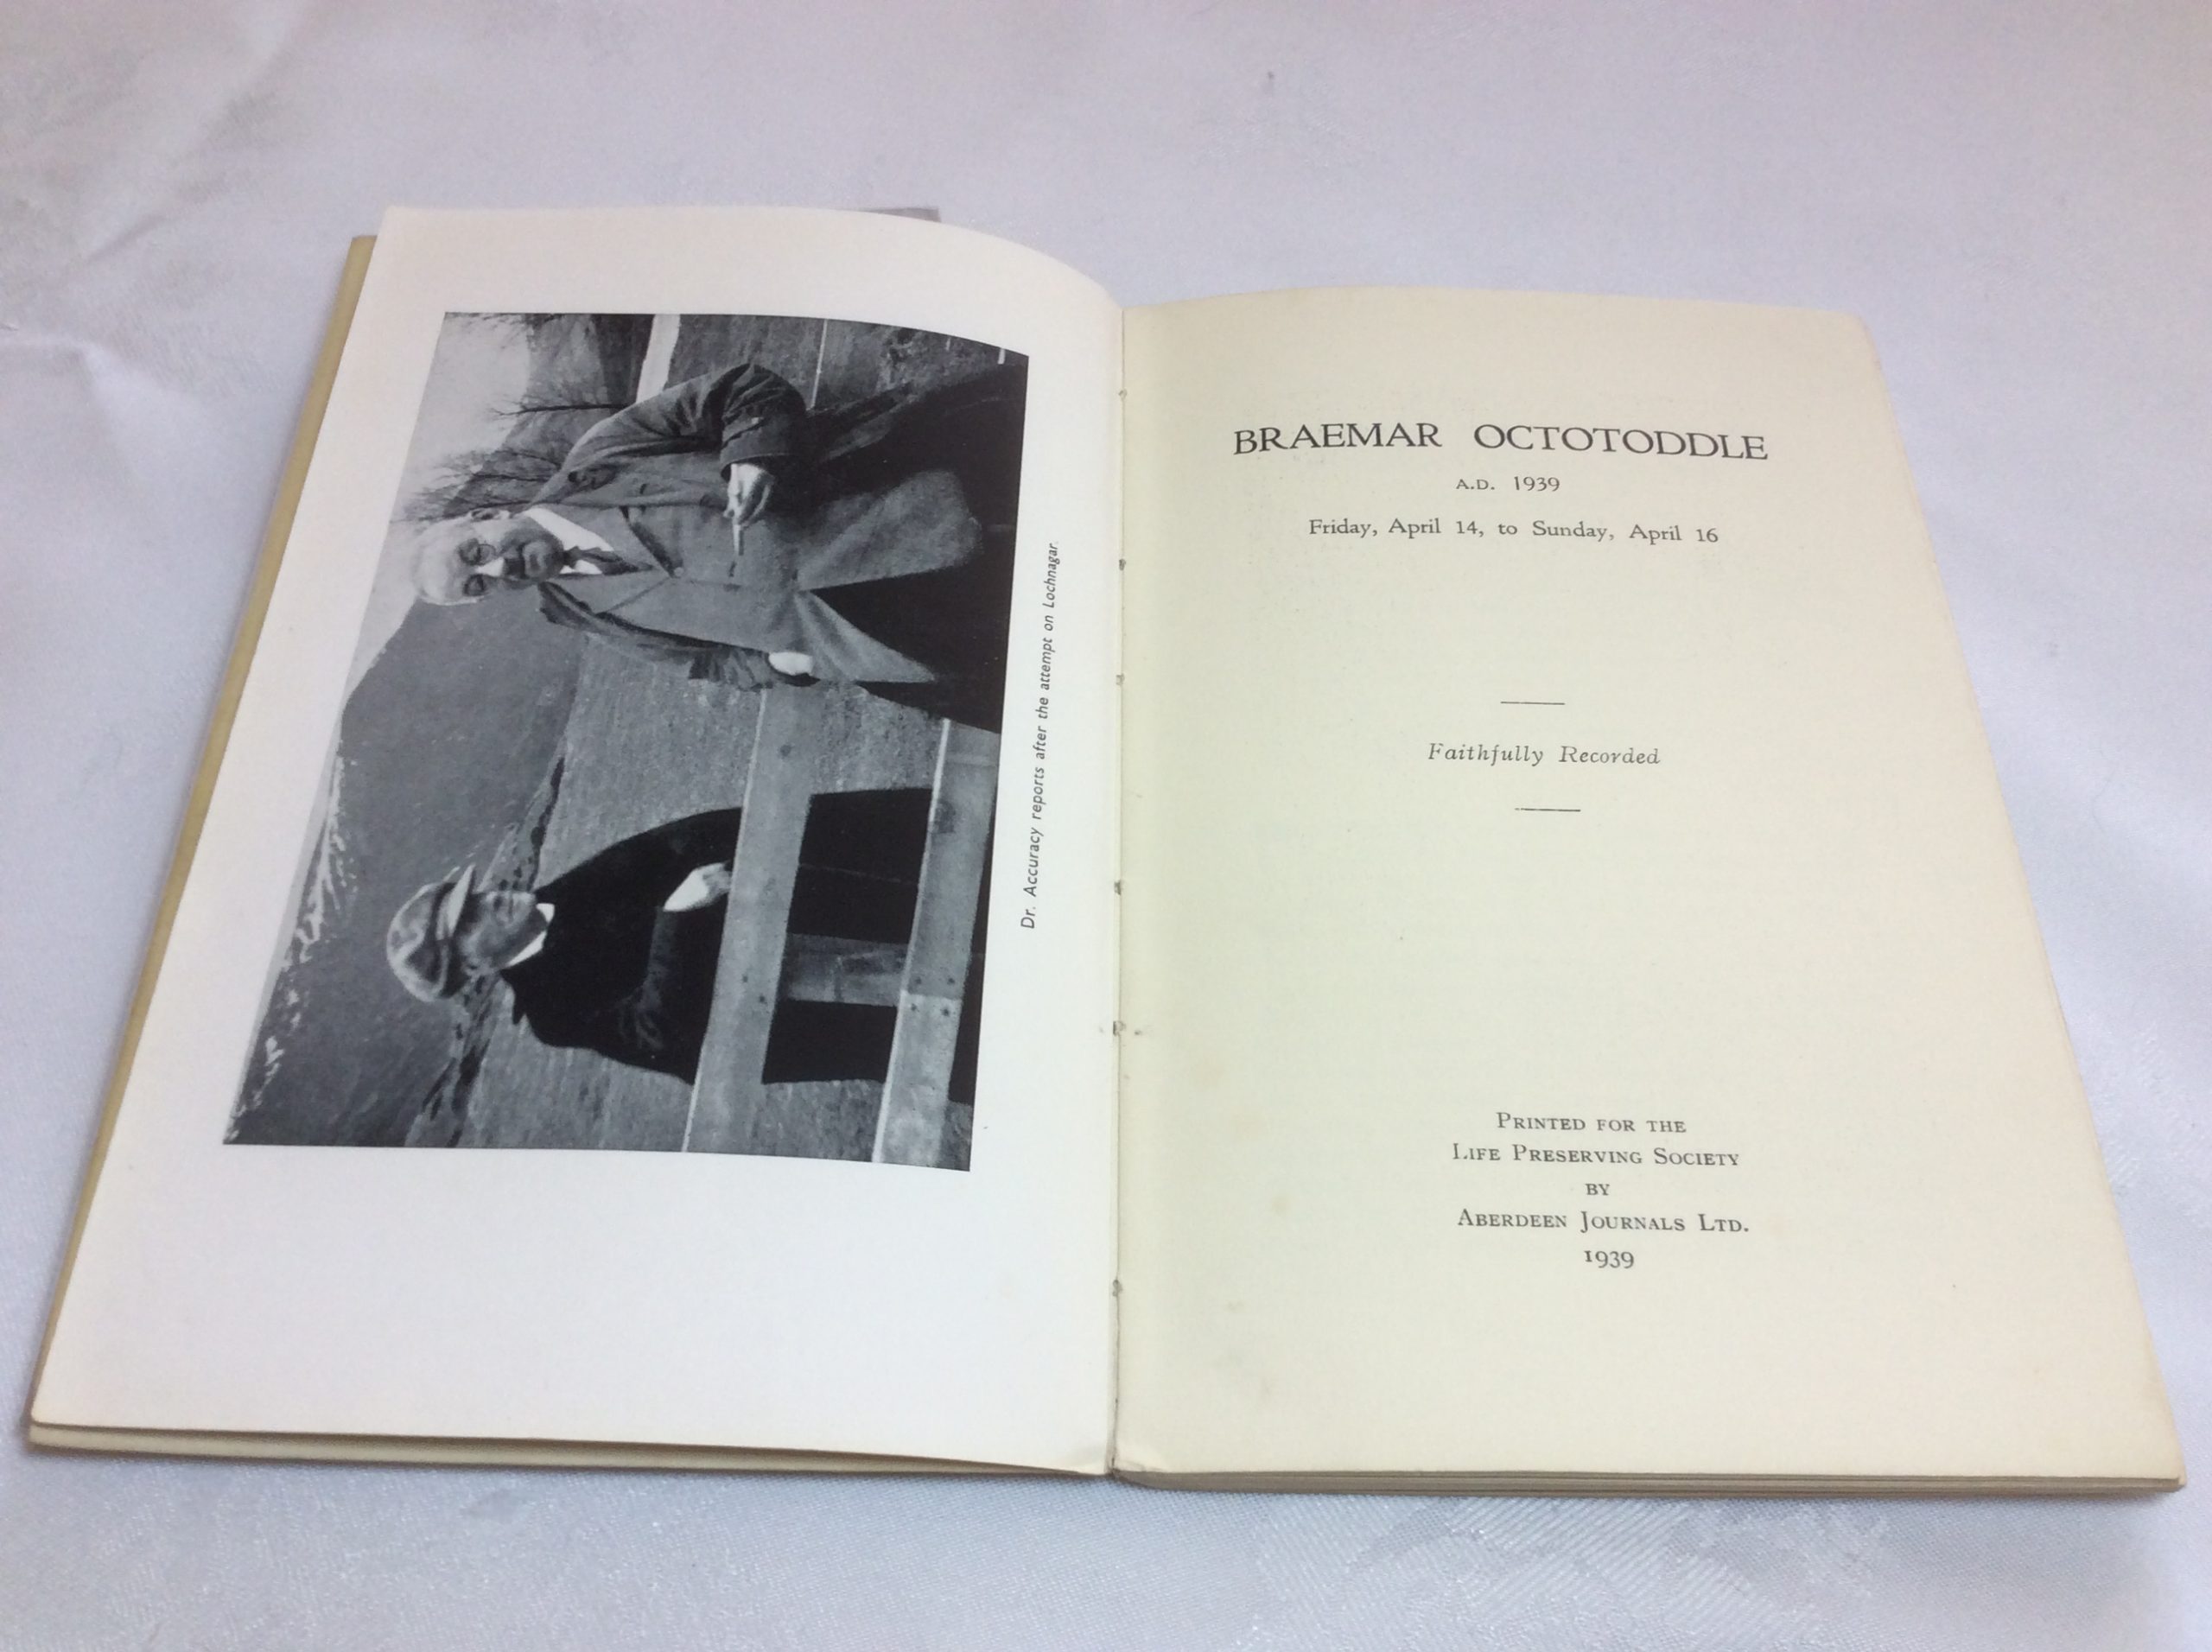 Dr. Accuracy reports after the attempt on Lochnagar.
BRAEMAR OCTOTODDLE
A.D. 1939
Friday, April 14, to Sunday, April 16
Faithfully Recorded
PRINTED FOR THE
LIFE PRESERVING SOCIETY
BY
ABERDEEN JOURNALS LTD.
1939